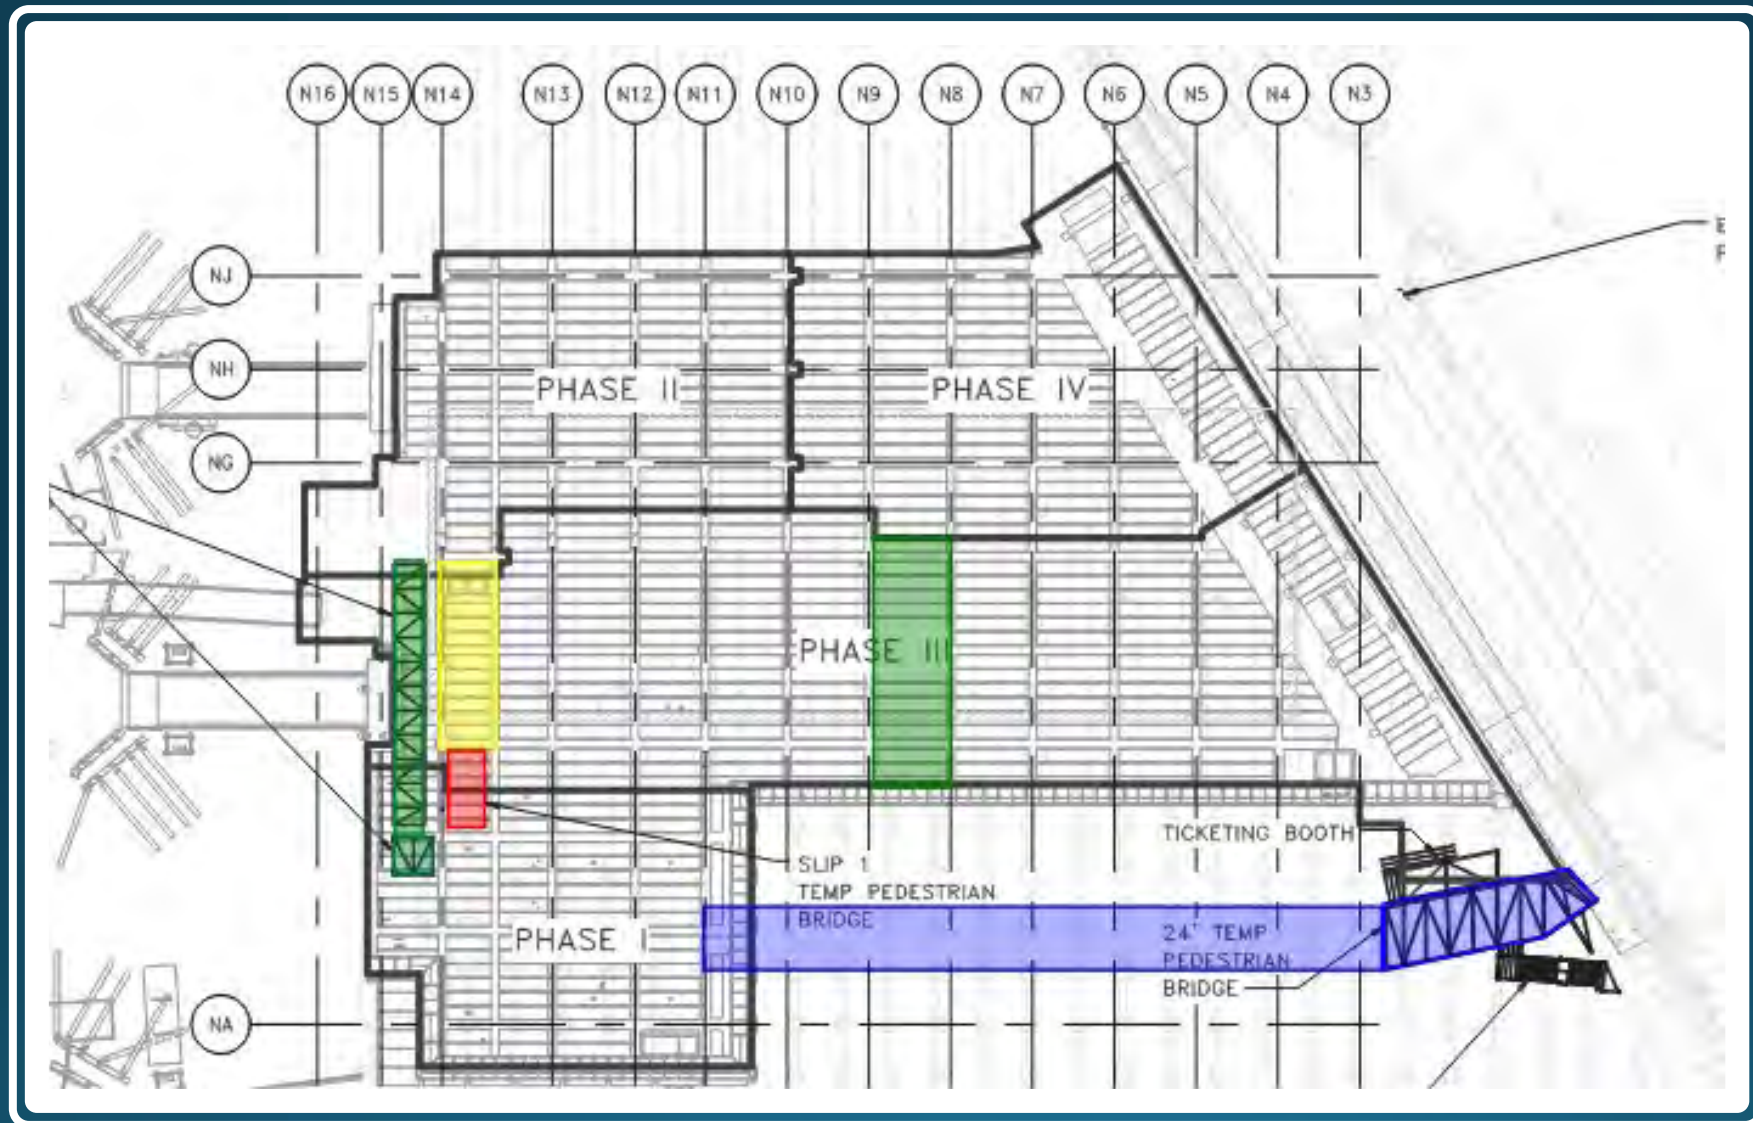 N16 N15 N14 N13 N12 N11 N10 N9 N8 N7 N6 N5 N4 N3
NJ
NH
PHASE II
PHASE IV
NG
PHASE III
TICKETING BOOTH
SLIP 1
TEMP PEDESTRIAN
BRIDGE
PHASE I
24' TEMP
PEDESTRIAN
BRIDGE
NA